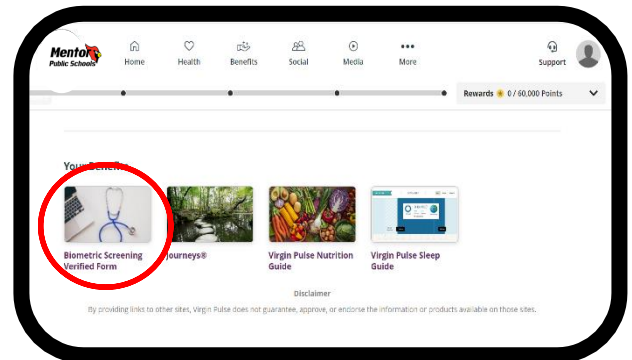 Mentor
Public Schools
Home
Health
Benefits
Social
Media
More
Support
Rewards 0 / 60,000 Points
Your Benefits
Biometric Screening
Verified Form
Journeys®
Virgin Pulse Nutrition
Guide
Virgin Pulse Sleep
Guide
Disclaimer
By providing links to other sites, Virgin Pulse does not guarantee, approve, or endorse the information or products available on those sites.